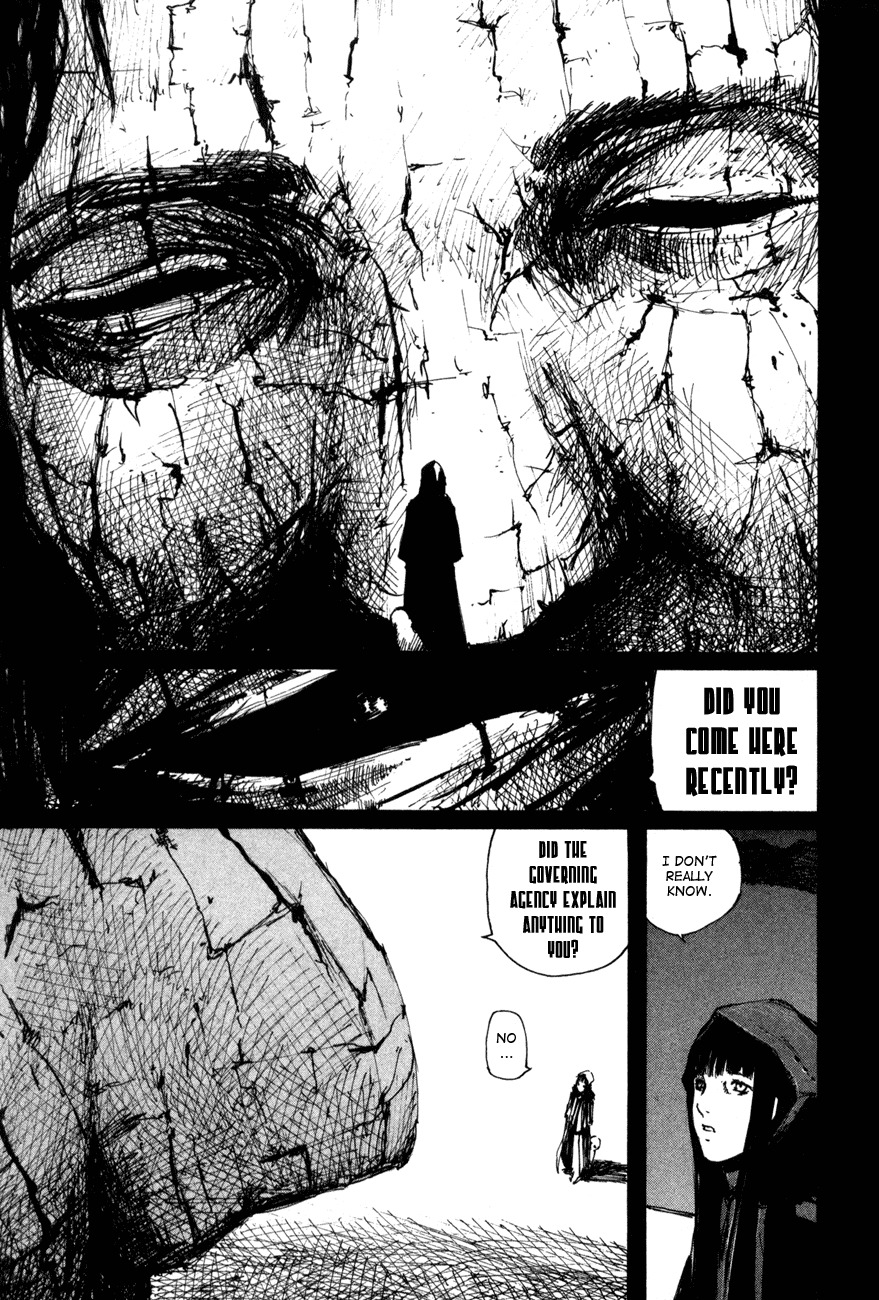 DID YOU
COME HERE
RECENTLY?
I DON'T
REALLY
KNOW.
DID THE
GOVERNING
AGENCY EXPLAIN
ANYTHING TO
YOU?
NO
...